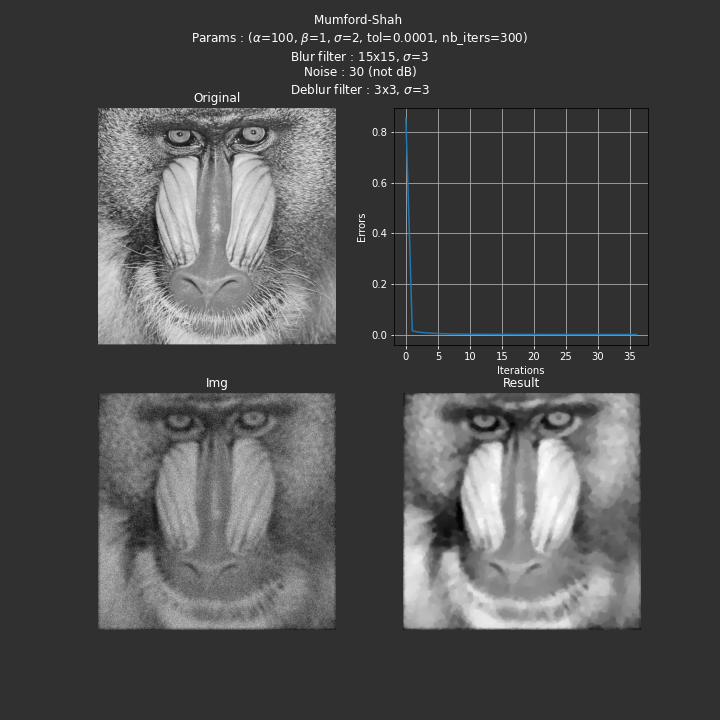 Mumford-Shah
Params : (α=100, β=1, σ=2, tol=0.0001, nb_iters=300)
Blur filter : 15x15, σ=3
Noise : 30 (not dB)
Deblur filter : 3x3, σ=3
Original
0.8
0.6
0.4
0.2
0.0
Errors
0 5 10 15 20 25 30 35
Iterations
Img
Result